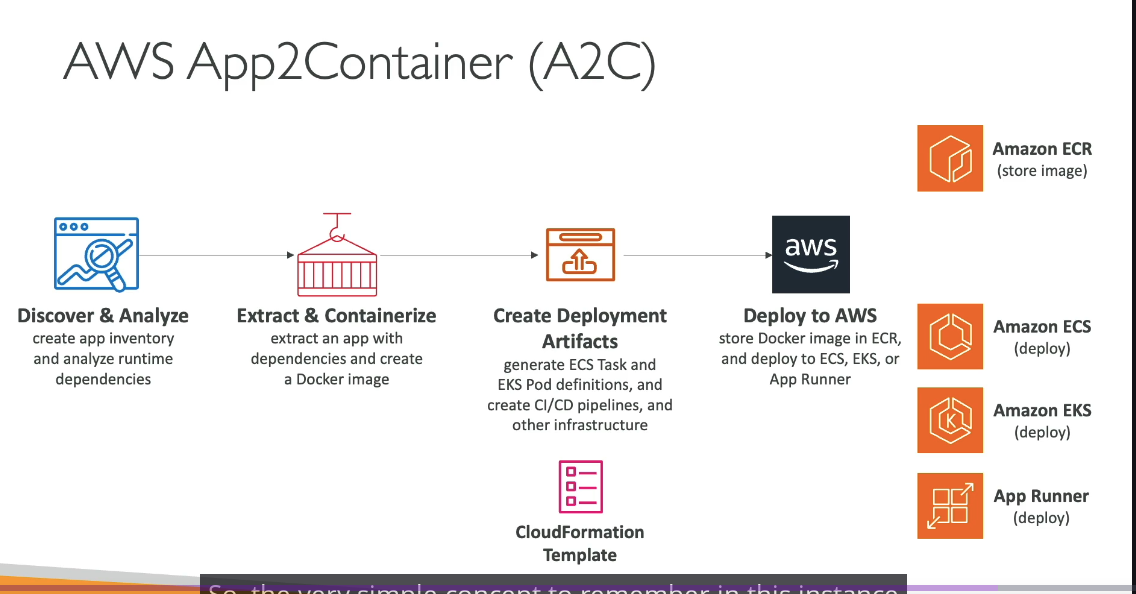 AWS App2Container (A2C)
Amazon ECR
(store image)
aws
Discover & Analyze
create app inventory
and analyze runtime
dependencies
Extract & Containerize
extract an app with
dependencies and create
a Docker image
Create Deployment
Artifacts
generate ECS Task and
EKS Pod definitions, and
create CI/CD pipelines, and
other infrastructure
Deploy to AWS
store Docker image in ECR,
and deploy to ECS, EKS, or
App Runner
Amazon ECS
(deploy)
K
Amazon EKS
(deploy)
App Runner
(deploy)
CloudFormation
Template
So, the very simple concept to remember in this instance